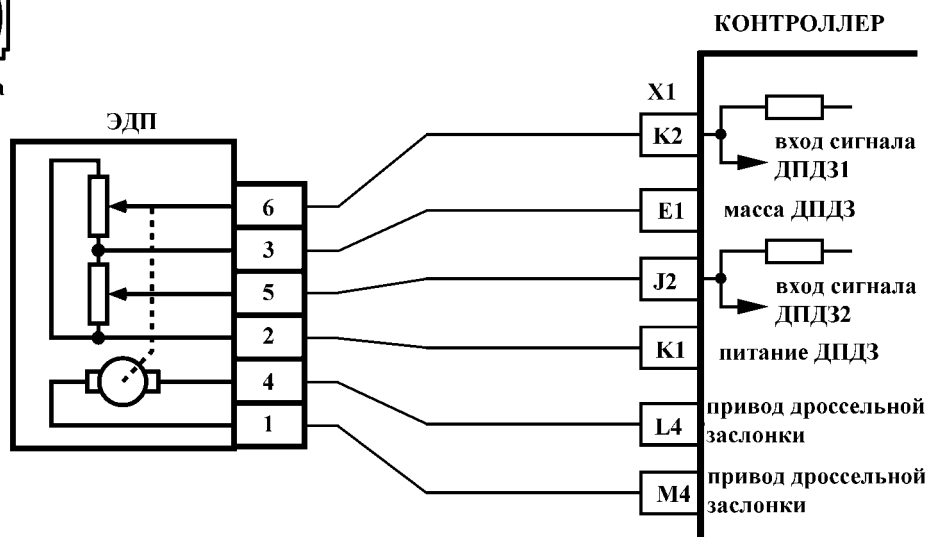 КОНТРОЛЛЕР
а
X1
ЭДП
K2
вход сигнала
ДПДЗ1
6
E1
масса ДПДЗ
3
J2
вход сигнала
ДПДЗ2
5
2
K1
питание ДПДЗ
4
L4
привод дроссельной
заслонки
1
M4
привод дроссельной
заслонки